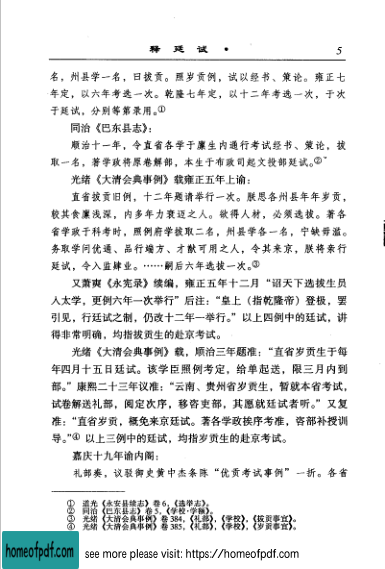 释 廷 试 · 5
名，州县学一名，曰拔贡。照岁贡例，试以经书、策论。雍正七
年定，以六年考选一次。乾隆七年定，以十二年考选一次，于次
于廷试，分别等第录用。①
同治《巴东县志》：
顺治十一年，令直省各学于廪生内通行考试经书、策论，拔
取一名，著学政将原卷解部，本生于布政司起文投部廷试。②
光绪《大清会典事例》载雍正五年上谕：
直省拔贡旧例，十二年题请举行一次。朕思各州县年年岁贡，
较其食廪浅深，内多年力衰迈之人。欲得人材，必须选拔。著各
省学政于科考时，照例府学拔取二名，州县学各一名，宁缺毋滥。
务取学问优通、品行端方、才猷可用之人，令其来京，朕将亲行
廷试，令入监肄业。……嗣后六年选拔一次。③
又萧奭《永宪录》续编，雍正五年十二月“诏天下选拔生员
入太学，更例六年一次举行”后注：“皇上（指乾隆帝）登极，罢
引见，行廷试之制，仍改十二年一举行。”以上四例中的廷试，讲
得非常明确，均指拔贡生的赴京考试。
光绪《大清会典事例》载，顺治三年题准：“直省岁贡生于每
年四月十五日廷试。该学臣照例考定，给单起送，限三月内到
部。”康熙二十三年议准：“云南、贵州省岁贡生，暂就本省考试，
试卷解送礼部，阅定次序，移咨吏部，其愿就廷试者听。”又复
准：“直省岁贡，概免来京廷试。著各学政挨序考准，咨部补授训
导。”④ 以上三例中的廷试，均指岁贡生的赴京考试。
嘉庆十九年谕内阁：
礼部奏，议驳御史黄中杰条陈“优贡考试事例”一折。各省
① 道光《永安县续志》卷 6，《选举志》。
② 同治《巴东县志》卷 5，《学校·学额》。
③ 光绪《大清会典事例》卷 384，《礼部》，《学校》，《拔贡事宜》。
④ 光绪《大清会典事例》卷 385，《礼部》，《学校》，《岁贡事宜》。
homeofpdf.com see more please visit: https://homeofpdf.com